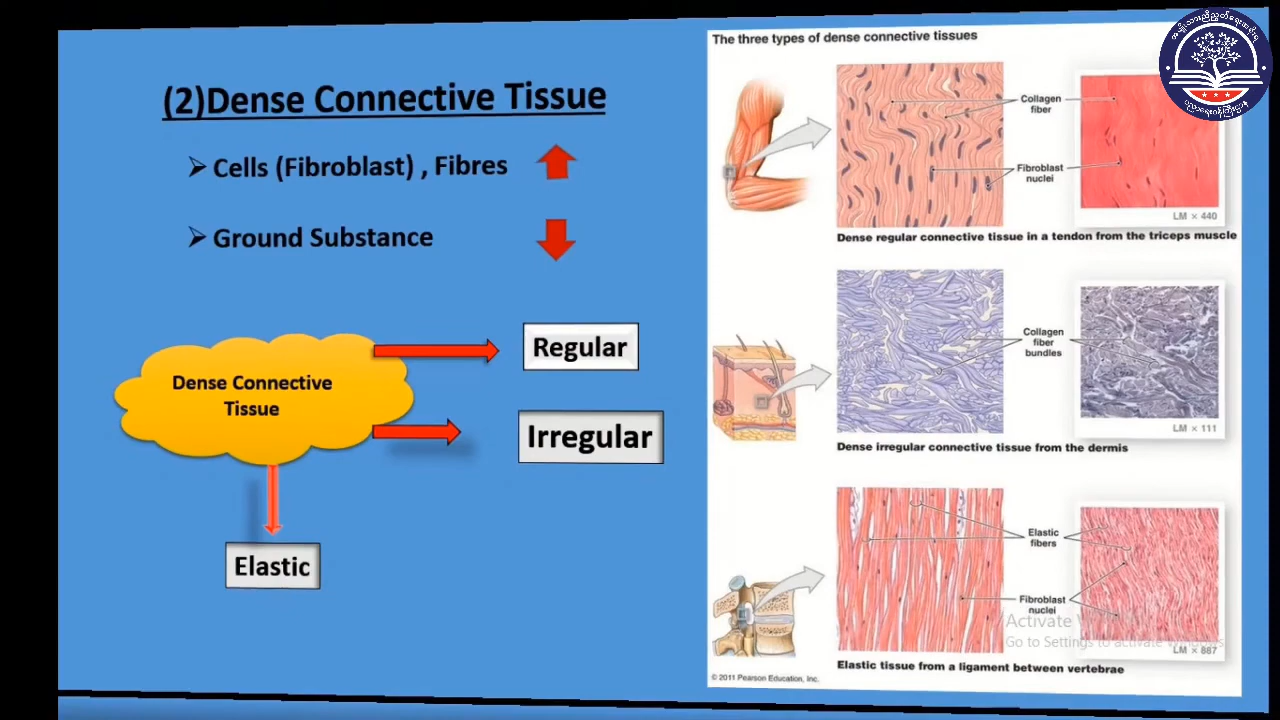 (2)Dense Connective Tissue
➢ Cells (Fibroblast) , Fibres
➢ Ground Substance
Dense Connective
Tissue
Regular
Irregular
Elastic
The three types of dense connective tissues
Collagen
fiber
Fibroblast
nuclei
LM × 440
Dense regular connective tissue in a tendon from the triceps muscle
Collagen
fiber
bundles
LM × 111
Dense irregular connective tissue from the dermis
Elastic
fibers
Fibroblast
nuclei
Activate
Go to Settings to activate Windows.
LM × 887
Elastic tissue from a ligament between vertebrae
© 2011 Pearson Education, Inc.